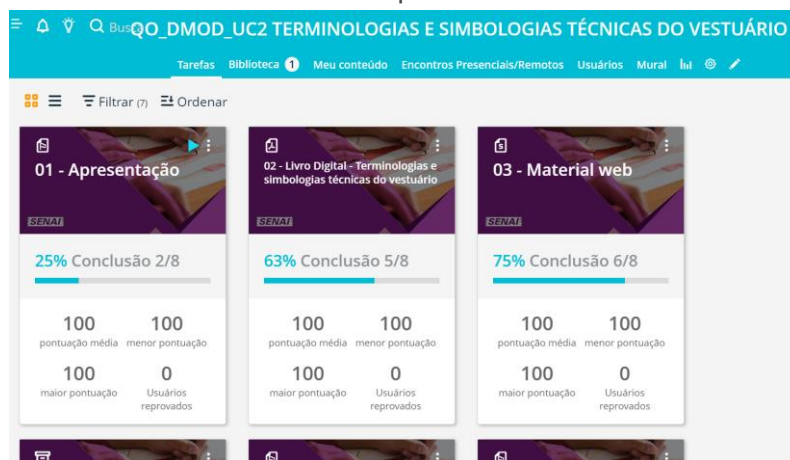 Bus
QO_DMOD_UC2 TERMINOLOGIAS E SIMBOLOGIAS TÉCNICAS DO VESTUÁRIO
Tarefas Biblioteca 1 Meu conteúdo Encontros Presenciais/Remotos Usuários Mural
Filtrar (7) Ordenar
01 - Apresentação
SENAI
25% Conclusão 2/8
100 100
pontuação média menor pontuação
100 0
maior pontuação Usuários
reprovados
02 - Livro Digital - Terminologias e
simbologias técnicas do vestuário
SENAI
63% Conclusão 5/8
100 100
pontuação média menor pontuação
100 0
maior pontuação Usuários
reprovados
03 - Material web
SENAI
75% Conclusão 6/8
100 100
pontuação média menor pontuação
100 0
maior pontuação Usuários
reprovados